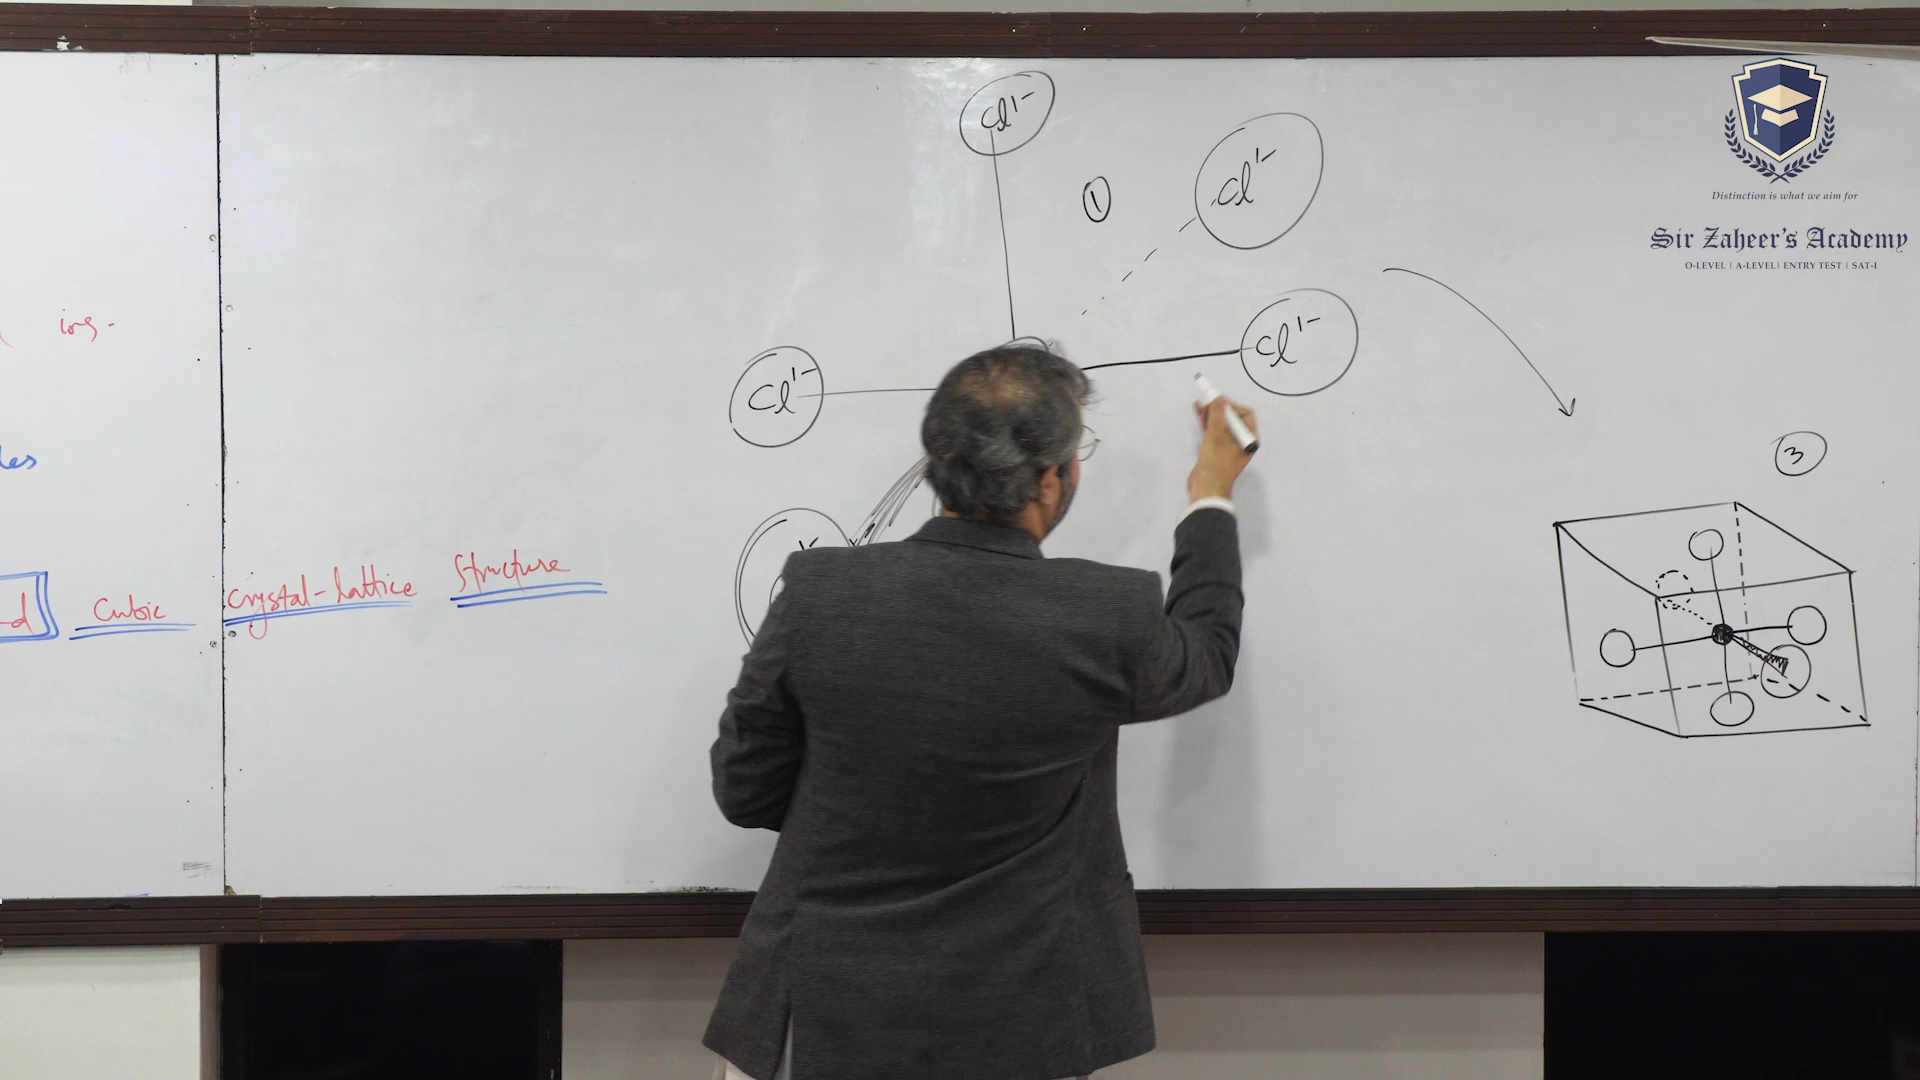 Cl¹⁻
①
Cl¹⁻
Cl¹⁻
Cl¹⁻
③
Cubic crystal-lattice structure
Distinction is what we aim for
Sir Zaheer's Academy
O-LEVEL | A-LEVEL | ENTRY TEST | SAT-I